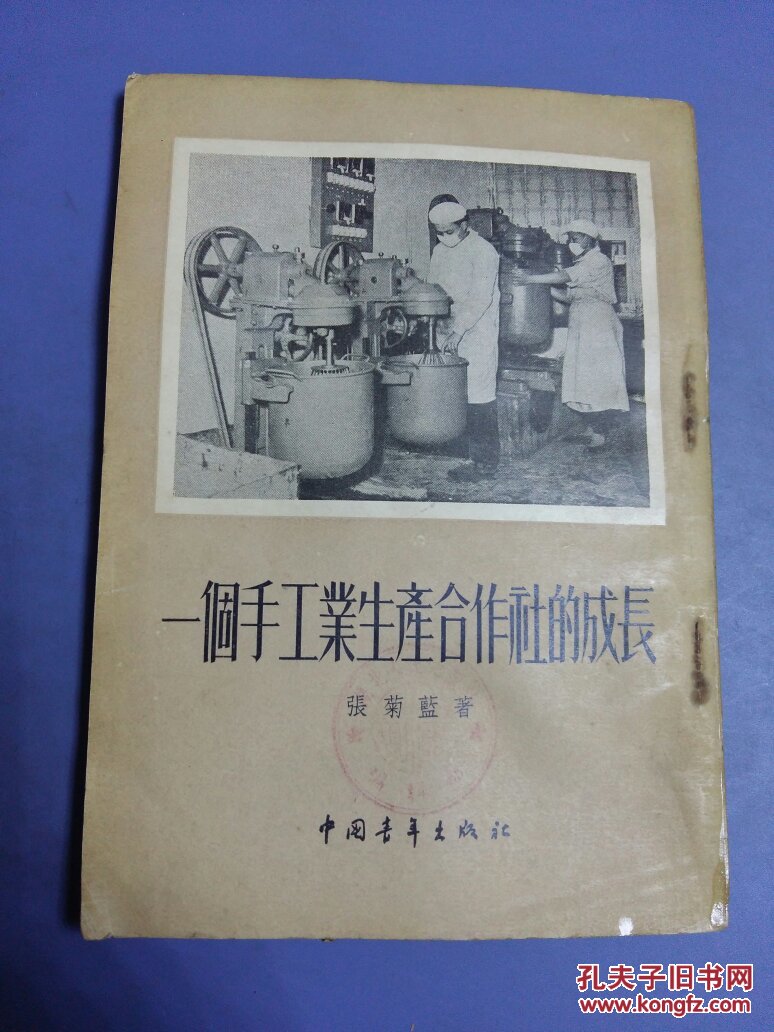 一個手工業生產合作社的成長
張菊藍著
中国青年出版社
孔夫子旧书网
www.kongfz.com